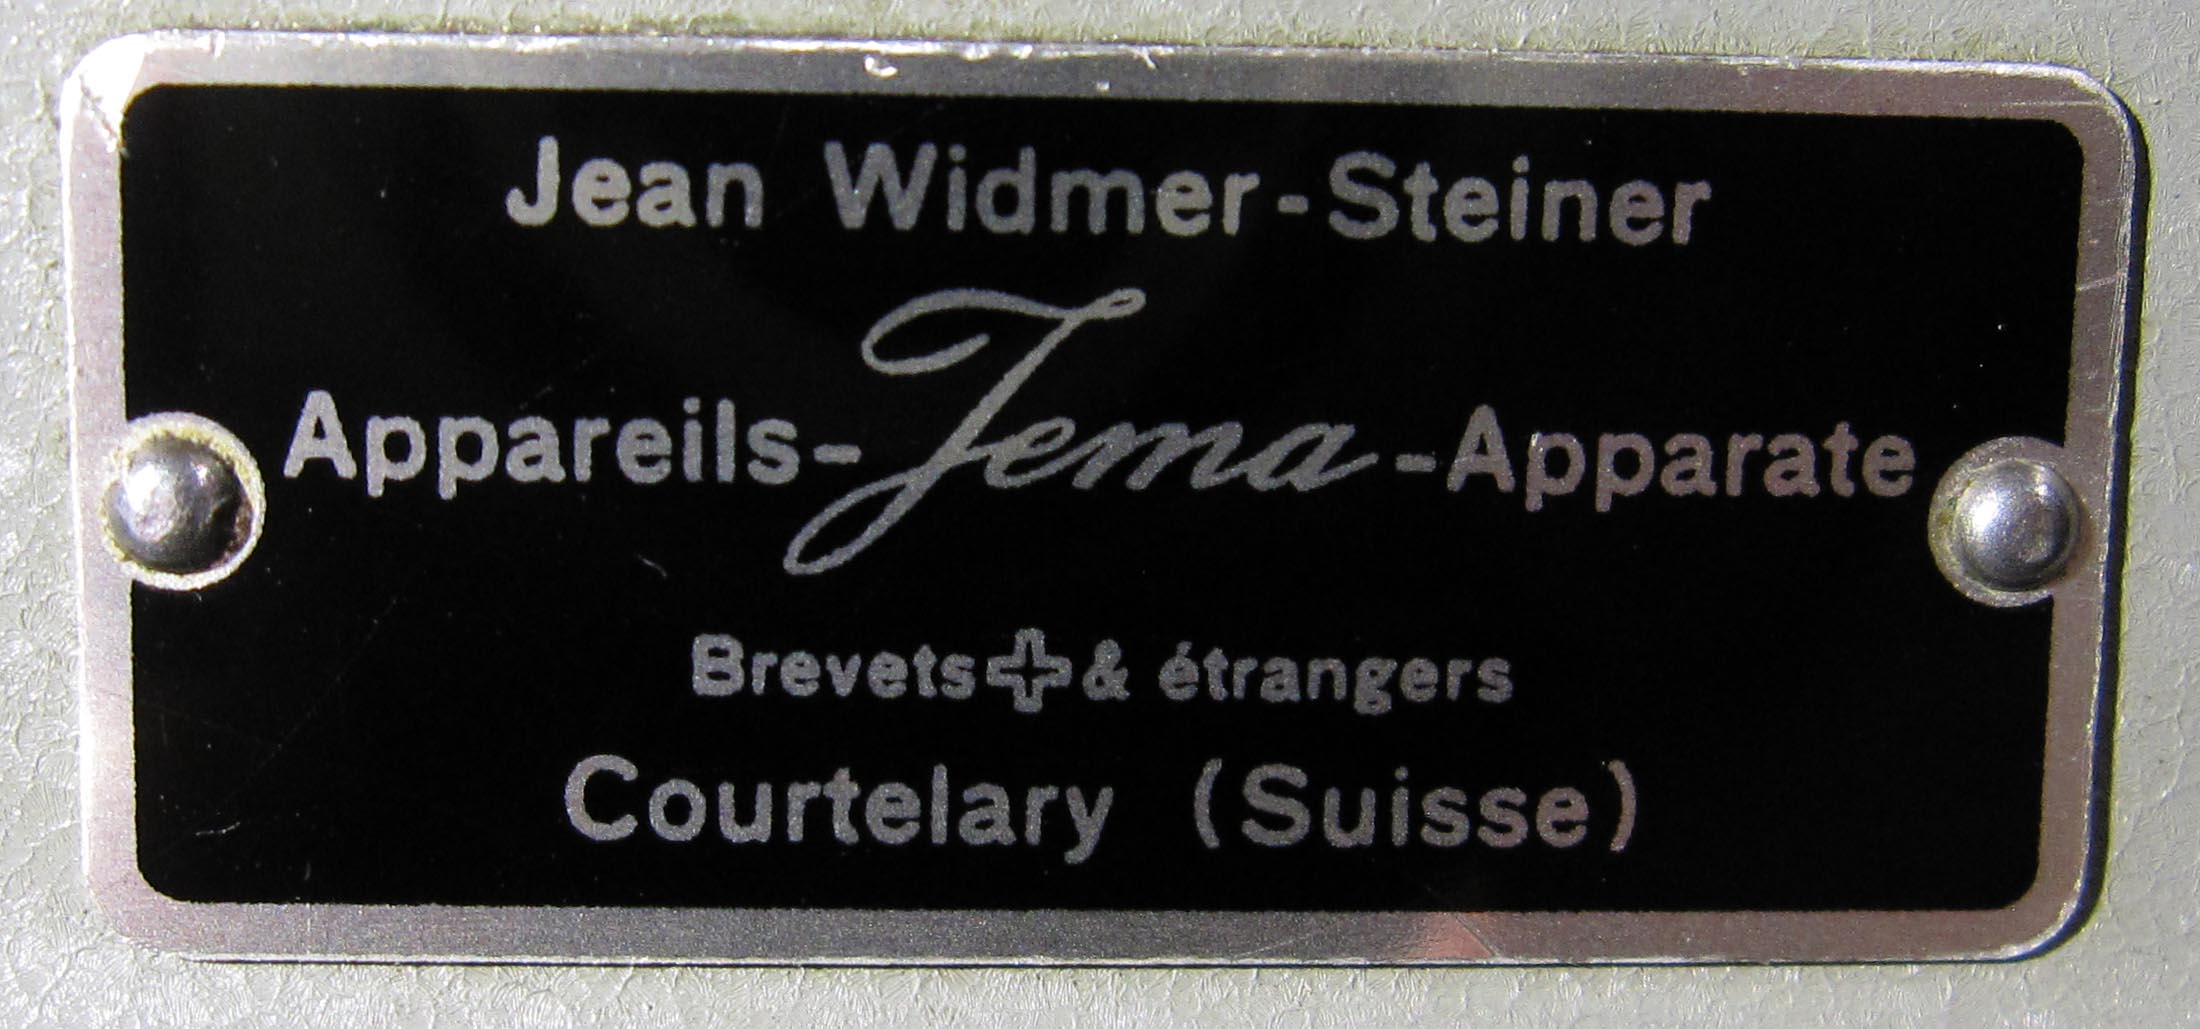 Jean Widmer-Steiner
Appareils-Jema-Apparate
Brevets✚& étrangers
Courtelary (Suisse)